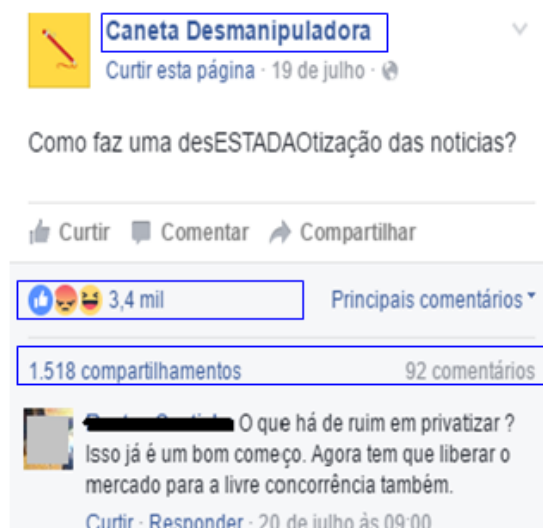 Caneta Desmanipuladora
Curtir esta página · 19 de julho ·
Como faz uma desESTADAOtização das noticias?
Curtir Comentar Compartilhar
3,4 mil Principais comentários
1.518 compartilhamentos 92 comentários
O que há de ruim em privatizar ?
Isso já é um bom começo. Agora tem que liberar o
mercado para a livre concorrência também.
Curtir · Responder · 20 de julho às 09:00